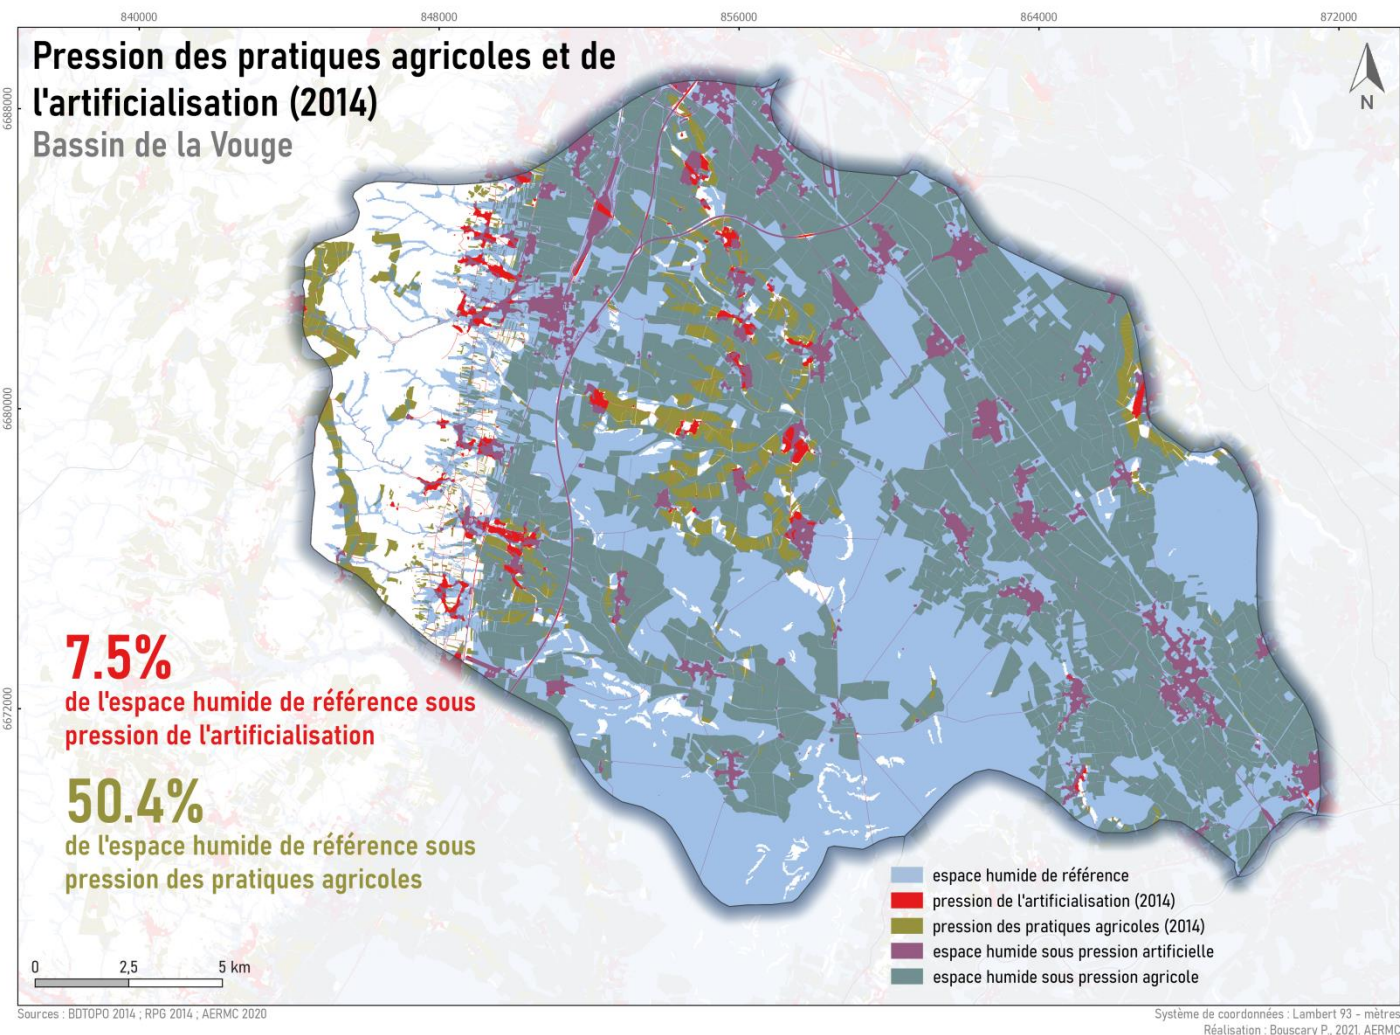 840000
848000
856000
864000
872000
Pression des pratiques agricoles et de
l'artificialisation (2014)
Bassin de la Vouge
N
6688000
6680000
6672000
7.5%
de l'espace humide de référence sous
pression de l'artificialisation
50.4%
de l'espace humide de référence sous
pression des pratiques agricoles
espace humide de référence
pression de l'artificialisation (2014)
pression des pratiques agricoles (2014)
espace humide sous pression artificielle
espace humide sous pression agricole
0 2,5 5 km
Sources : BDTOPO 2014 ; RPG 2014 ; AERMC 2020
Système de coordonnées : Lambert 93 - mètres
Réalisation : Bouscary P., 2021. AERMC